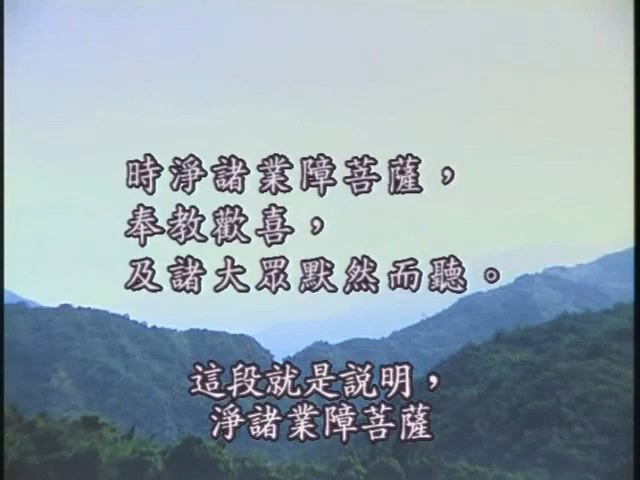 時淨諸業障菩薩，
奉教歡喜，
及諸大眾默然而聽。
這段就是說明，
淨諸業障菩薩